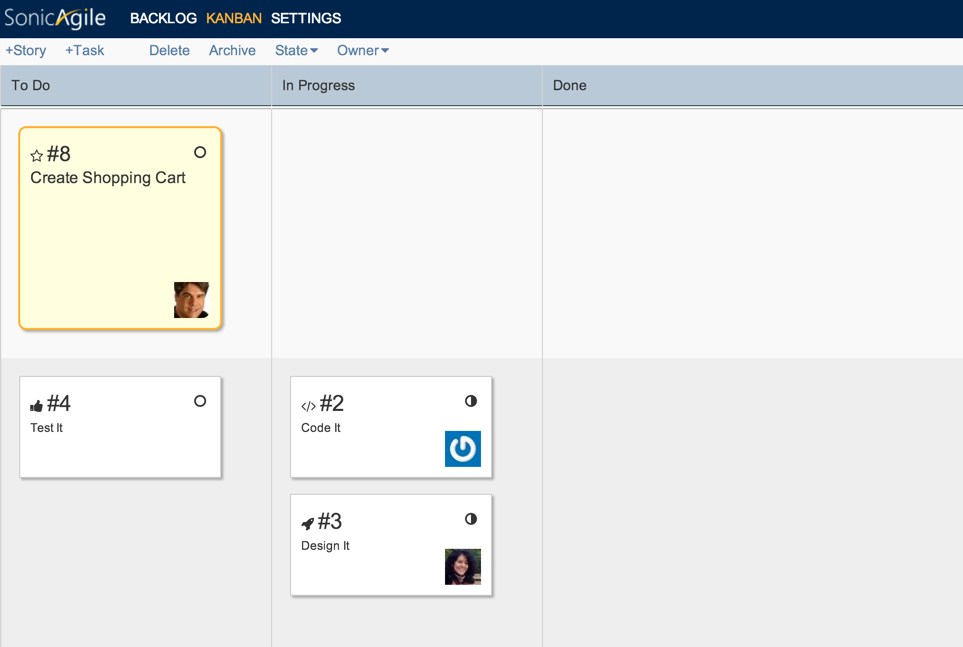 SonicAgile BACKLOG KANBAN SETTINGS
+Story +Task Delete Archive State Owner
To Do In Progress Done
#8
Create Shopping Cart
#4 #2
Test It Code It
#3
Design It